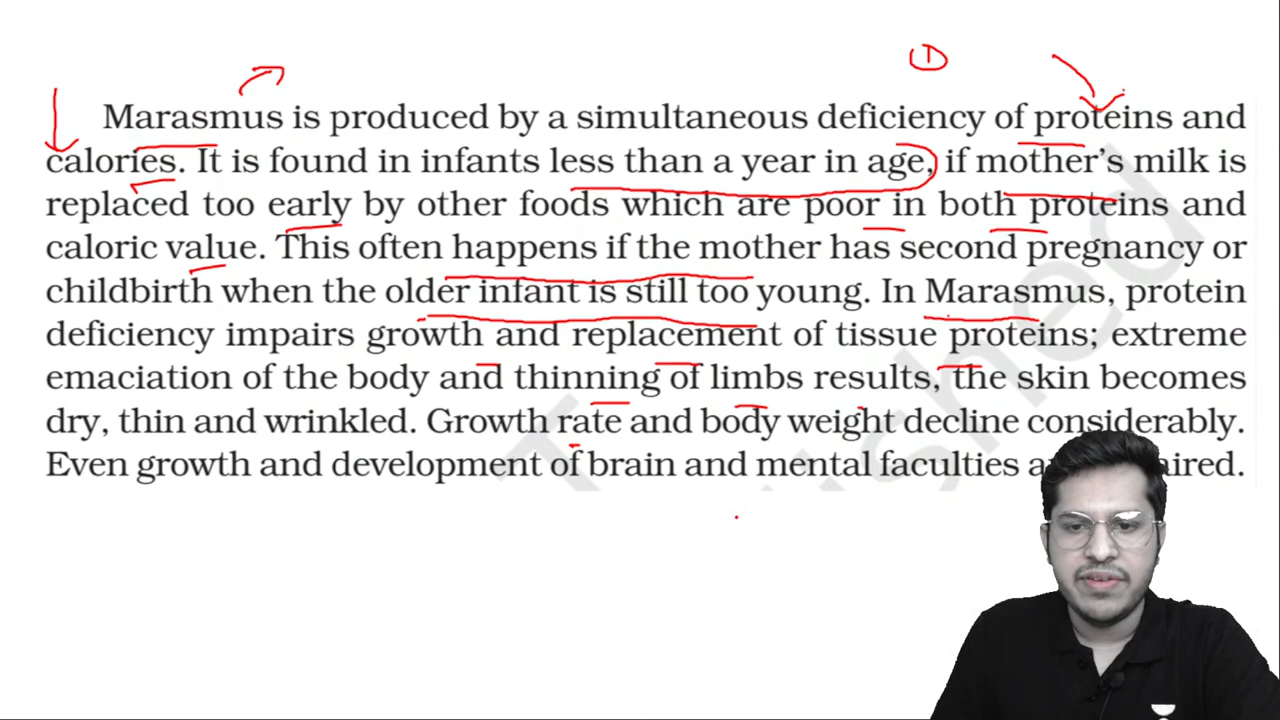 ①
Marasmus is produced by a simultaneous deficiency of proteins and
calories. It is found in infants less than a year in age, if mother's milk is
replaced too early by other foods which are poor in both proteins and
caloric value. This often happens if the mother has second pregnancy or
childbirth when the older infant is still too young. In Marasmus, protein
deficiency impairs growth and replacement of tissue proteins; extreme
emaciation of the body and thinning of limbs results, the skin becomes
dry, thin and wrinkled. Growth rate and body weight decline considerably.
Even growth and development of brain and mental faculties